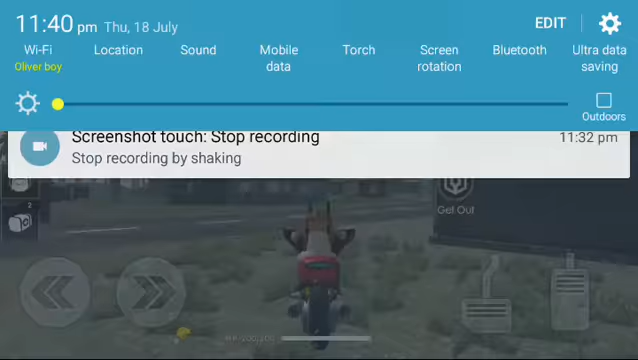 11:40 pm Thu, 18 July
EDIT
Wi-Fi
Oliver boy
Location
Sound
Mobile
data
Torch
Screen
rotation
Bluetooth
Ultra data
saving
Outdoors
Screenshot touch: Stop recording
11:32 pm
Stop recording by shaking
2
Get Out